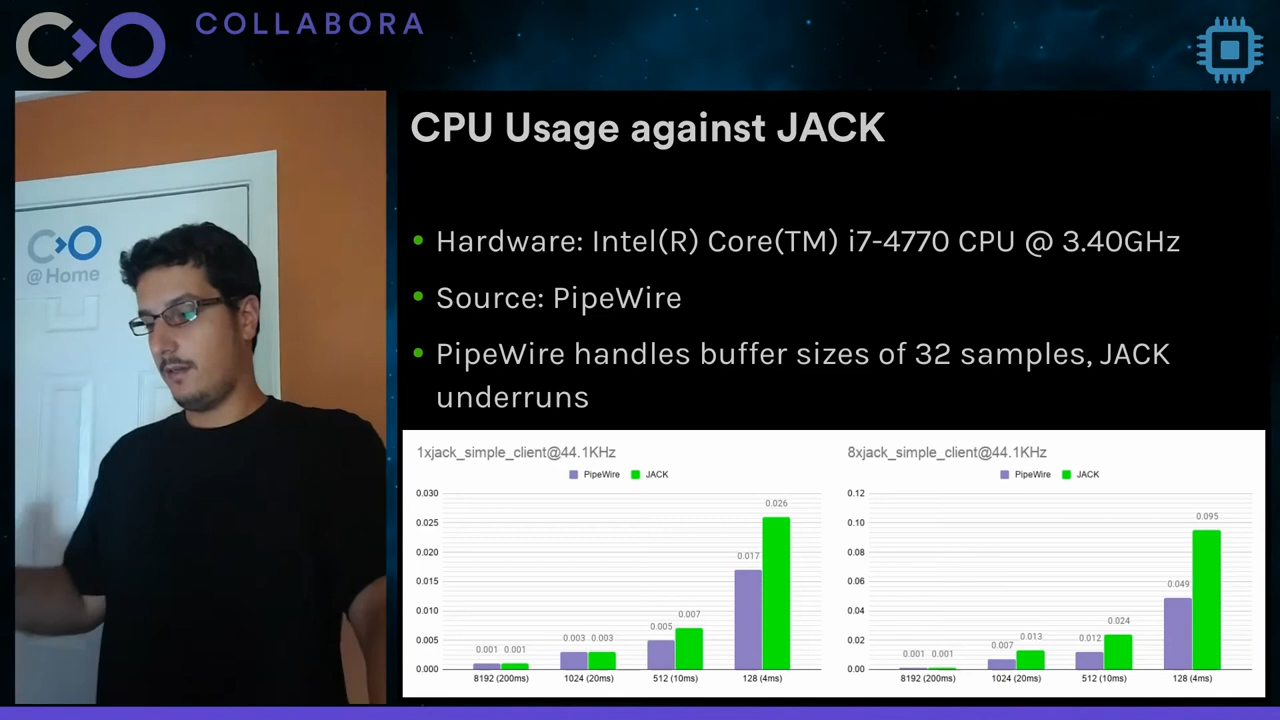 COLLABORA
@Home
CPU Usage against JACK
Hardware: Intel(R) Core(TM) i7-4770 CPU @ 3.40GHz
Source: PipeWire
PipeWire handles buffer sizes of 32 samples, JACK
underruns
1xjack_simple_client@44.1KHz
PipeWire JACK
0.030
0.025
0.020
0.015
0.010
0.005
0.000
0.001 0.001
0.003 0.003
0.005 0.007
0.017 0.026
8192 (200ms) 1024 (20ms) 512 (10ms) 128 (4ms)
8xjack_simple_client@44.1KHz
PipeWire JACK
0.12
0.10
0.08
0.06
0.04
0.02
0.00
0.001 0.001
0.007 0.013
0.012 0.024
0.049 0.095
8192 (200ms) 1024 (20ms) 512 (10ms) 128 (4ms)